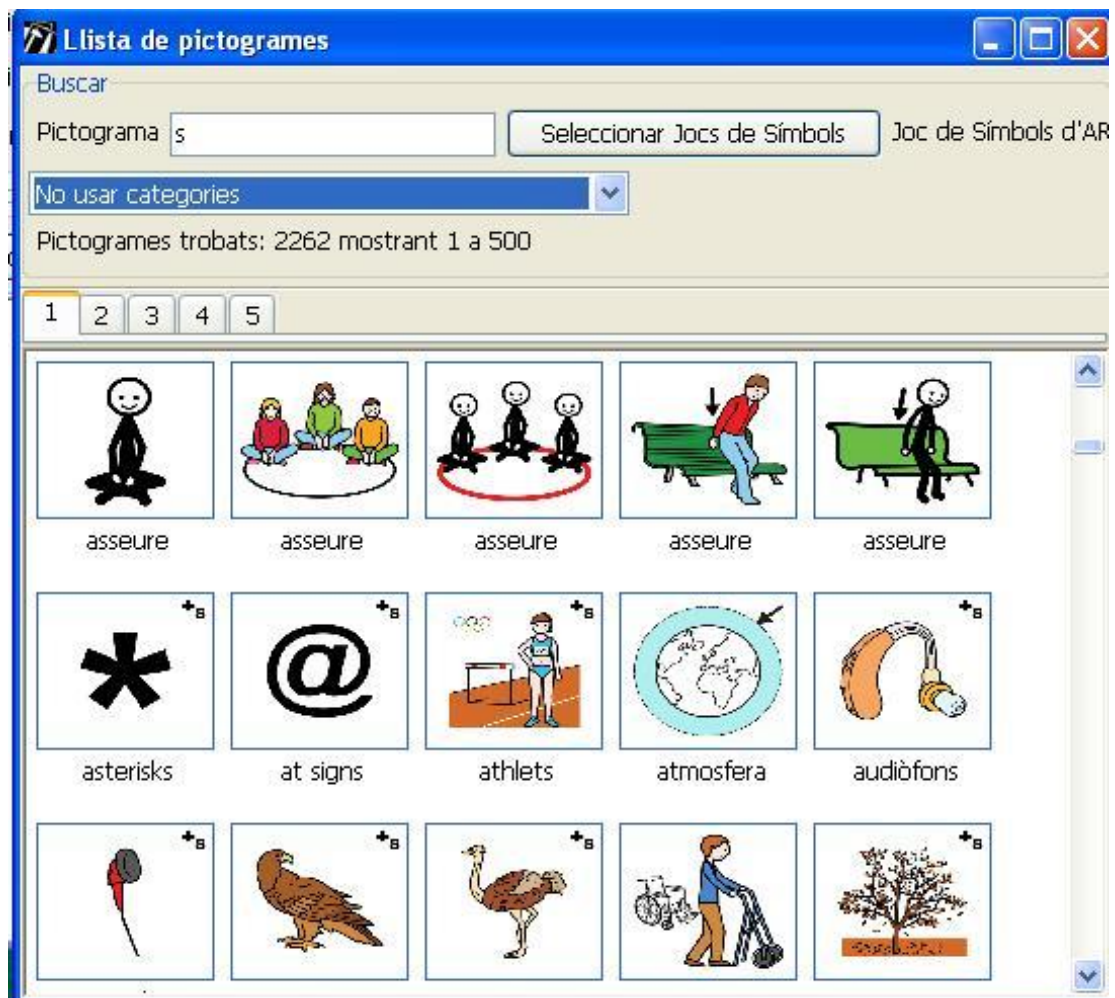 Llista de pictogrames
Buscar
Pictograma s Seleccionar Jocs de Símbols Joc de Símbols d'AR
No usar categories
Pictogrames trobats: 2262 mostrant 1 a 500
1 2 3 4 5
asseure asseure asseure asseure asseure
+s @ +s +s +s
asterisks at signs athlets atmosfera audiòfons
+s +s +s +s